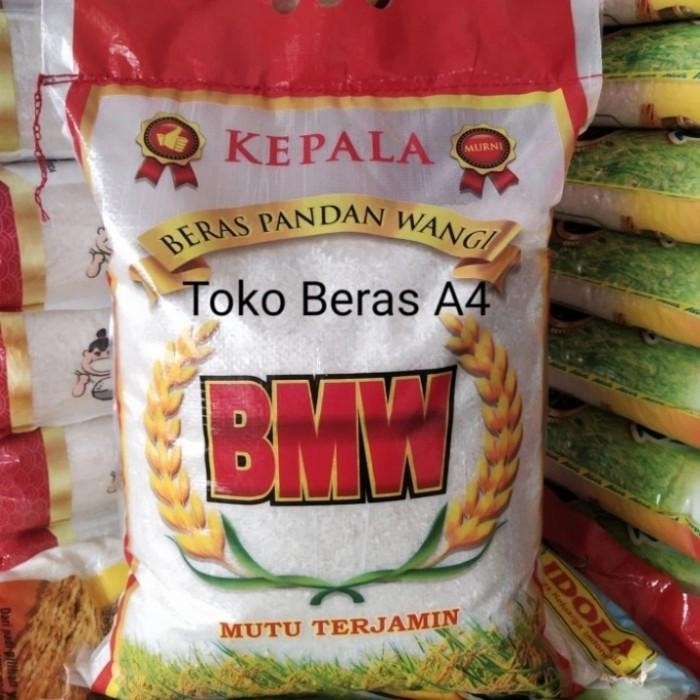 KEPALA
MURNI
BERAS PANDAN WANGI
Toko Beras A4
BMW
MUTU TERJAMIN
IDOLA